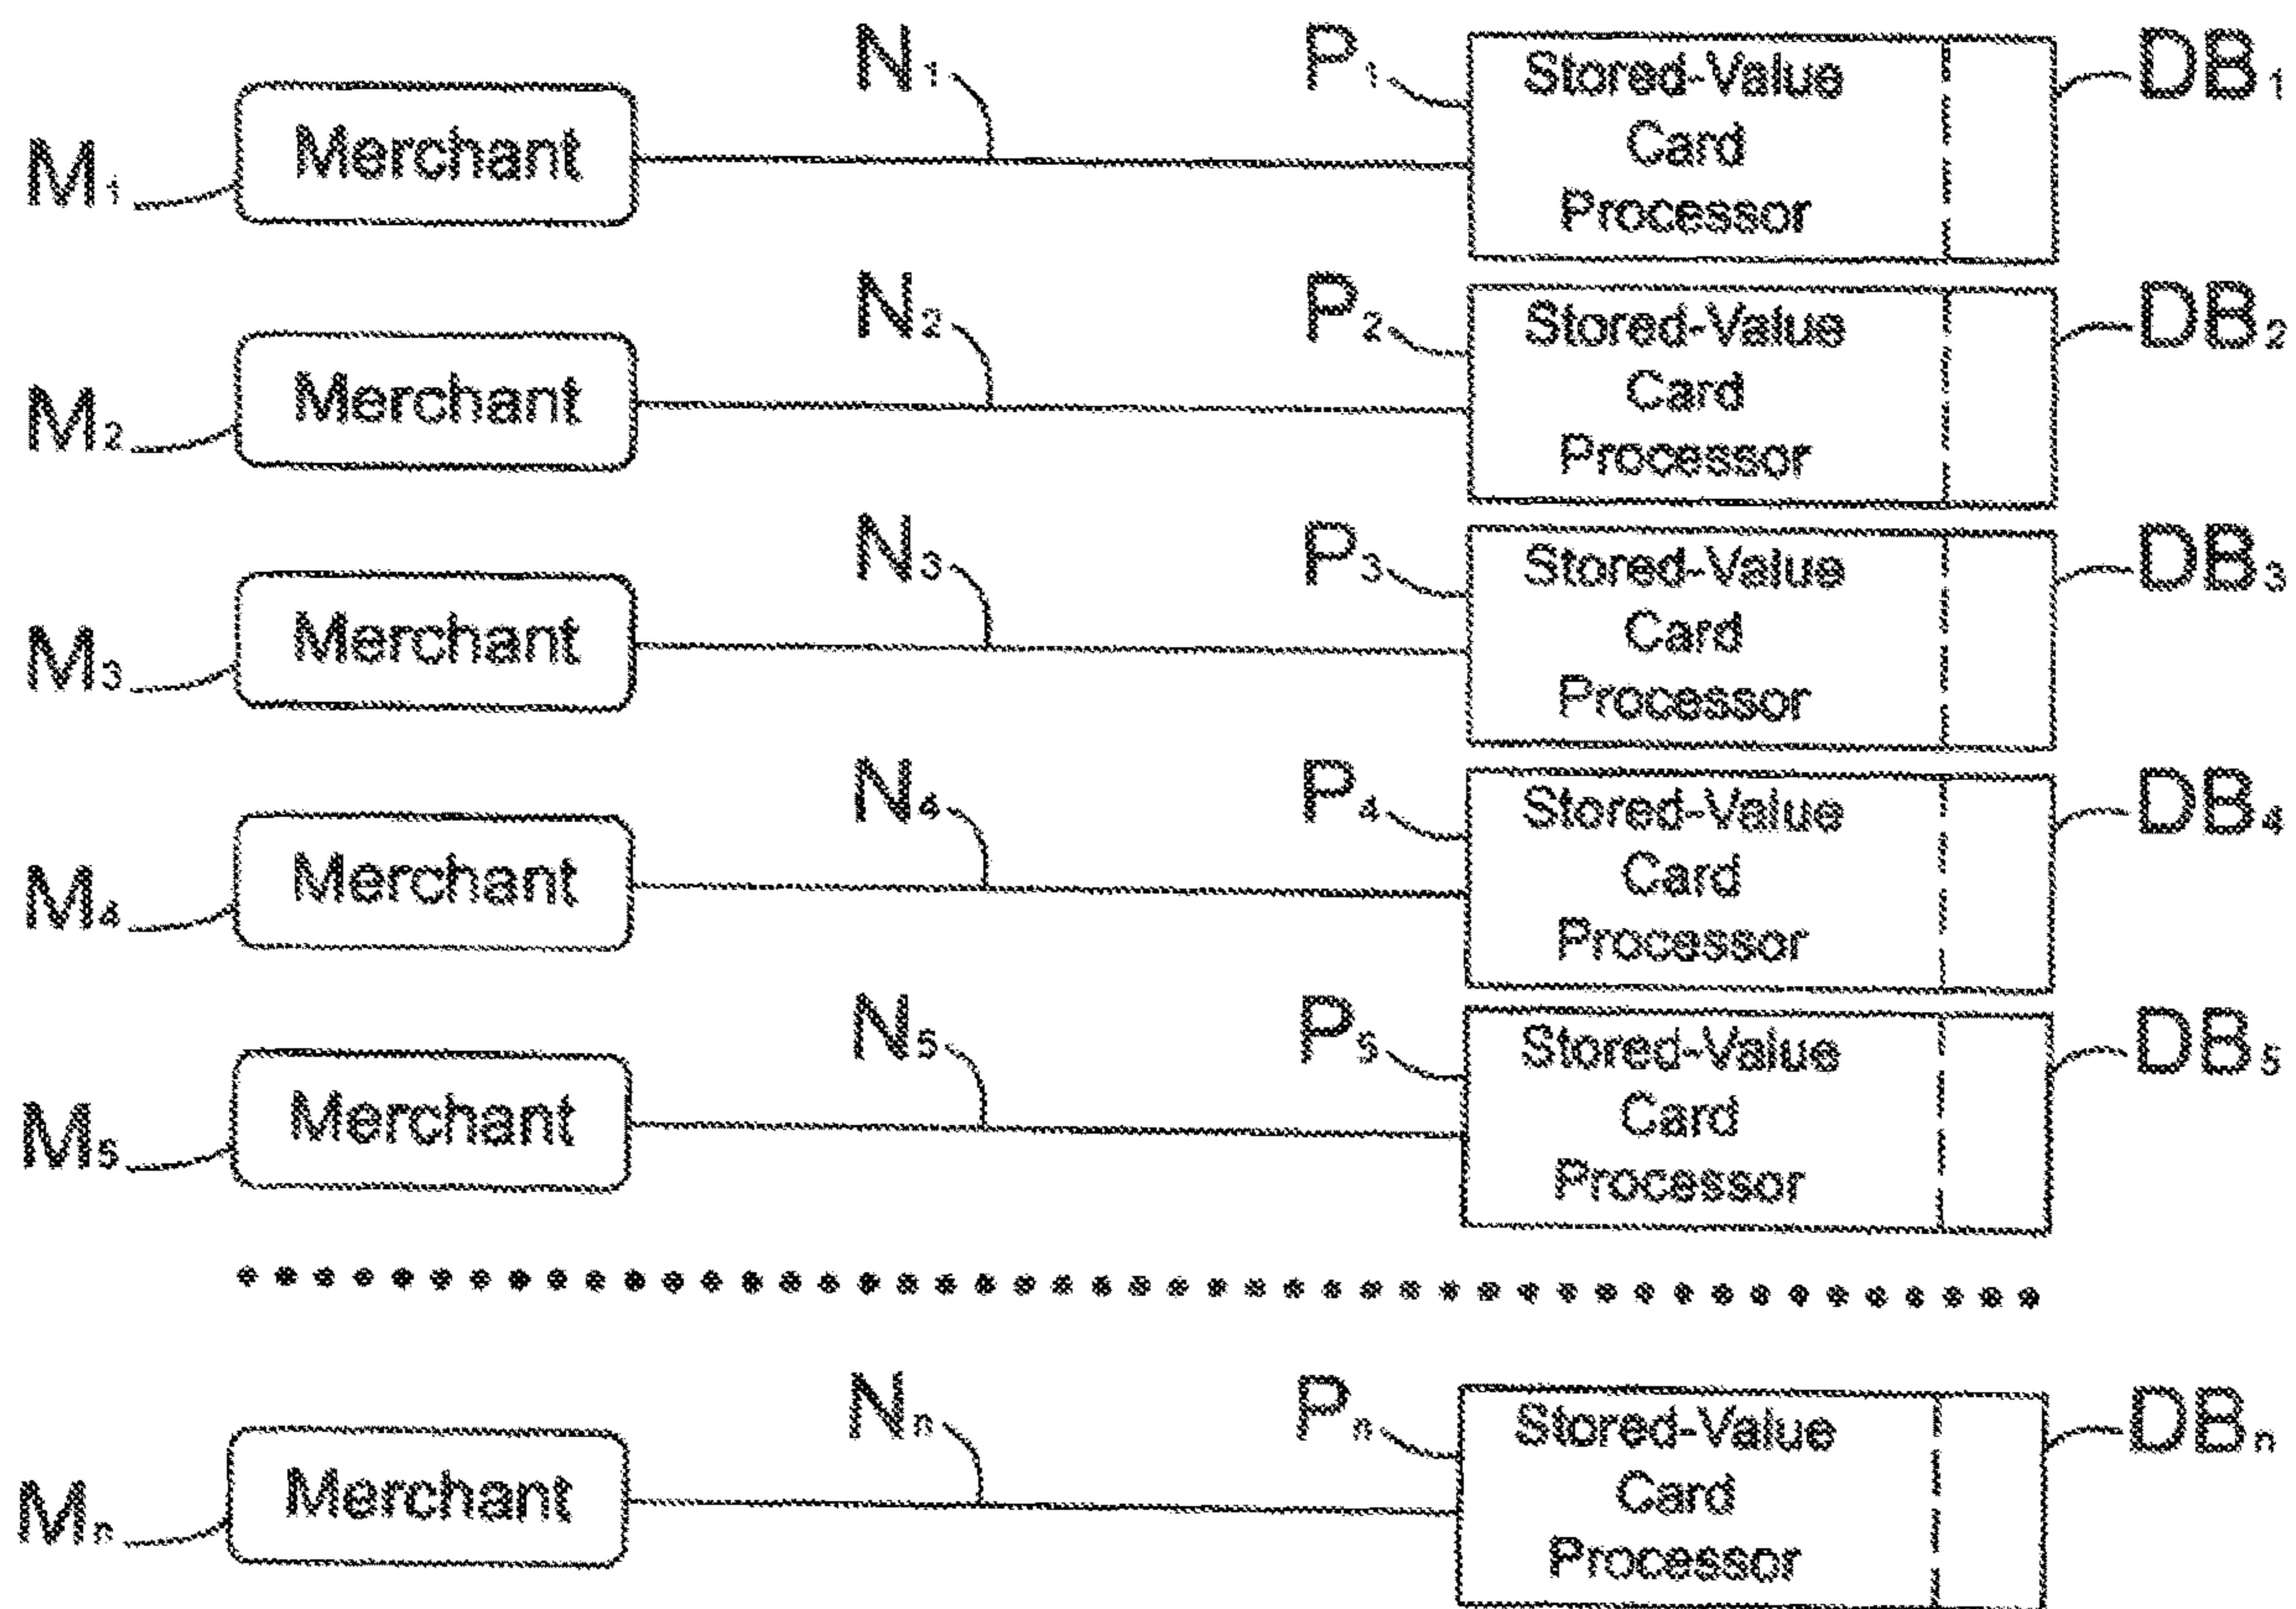 N1 P1 Stored-Value DB1
M1 Merchant Card
Processor
N2 P2 Stored-Value DB2
M2 Merchant Card
Processor
N3 P3 Stored-Value DB3
M3 Merchant Card
Processor
N4 P4 Stored-Value DB4
M4 Merchant Card
Processor
N5 P5 Stored-Value DB5
M5 Merchant Card
Processor
Nn Pn Stored-Value DBn
Mn Merchant Card
Processor